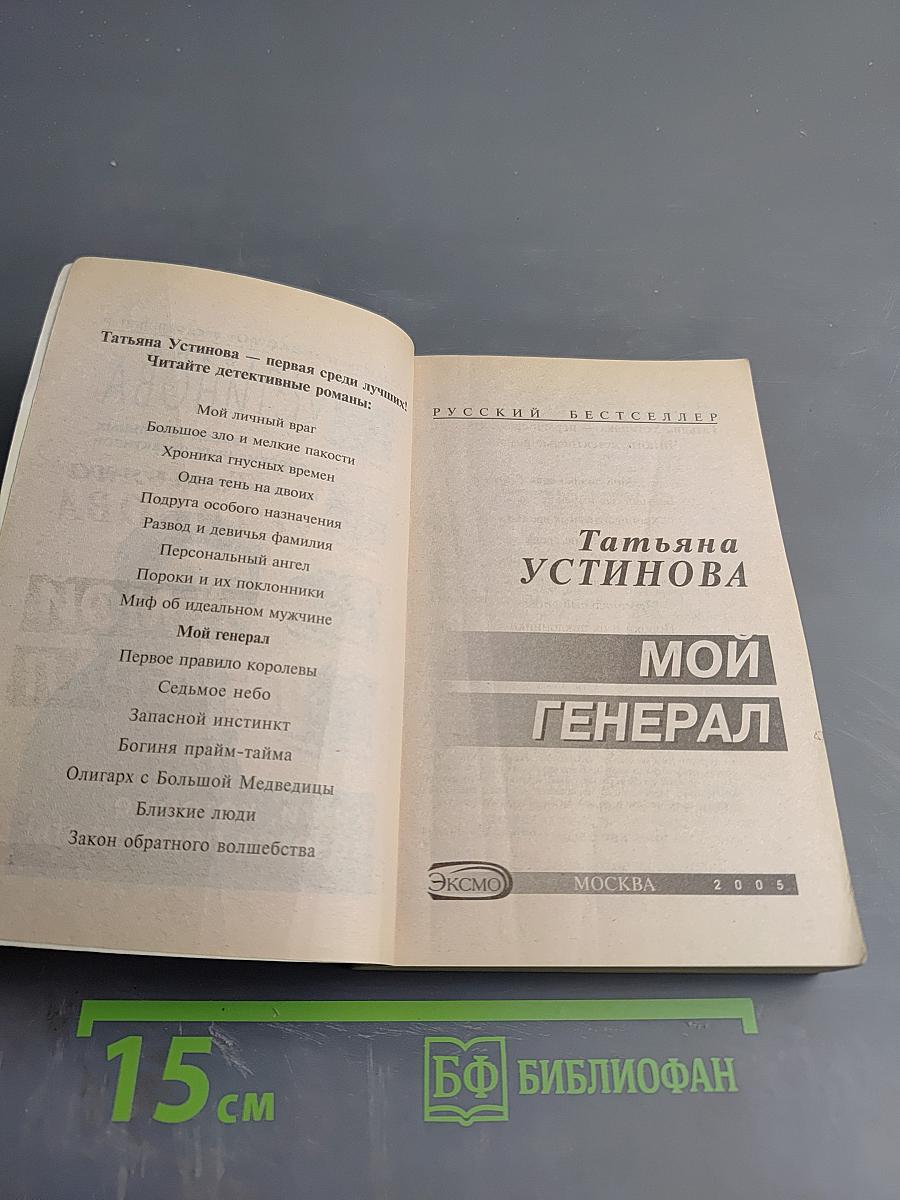 Татьяна Устинова — первая среди лучших!
Читайте детективные романы:
Мой личный враг
Большое зло и мелкие пакости
Хроника гнусных времен
Одна тень на двоих
Подруга особого назначения
Развод и девичья фамилия
Персональный ангел
Пороки и их поклонники
Миф об идеальном мужчине
Мой генерал
Первое правило королевы
Седьмое небо
Запасной инстинкт
Богиня прайм-тайма
Олигарх с Большой Медведицы
Близкие люди
Закон обратного волшебства
РУССКИЙ БЕСТСЕЛЛЕР
Татьяна
УСТИНОВА
МОЙ
ГЕНЕРАЛ
ЭКСМО
МОСКВА 2005
15 см
БФ БИБЛИОФАН